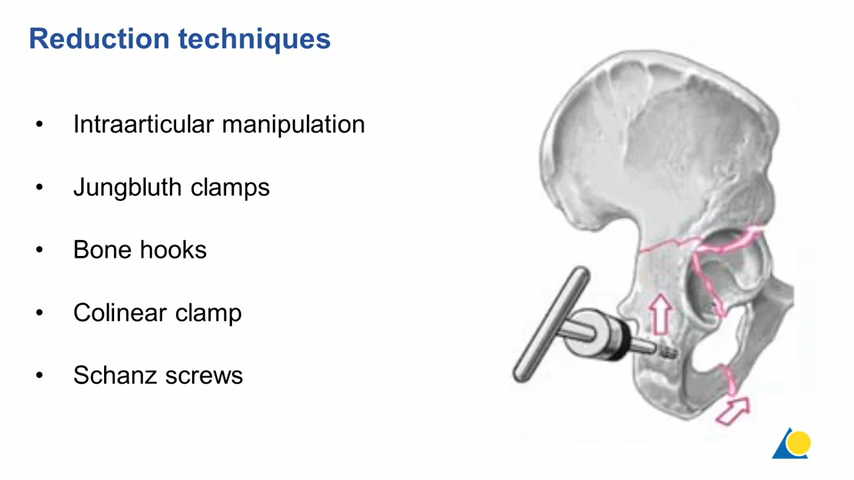 Reduction techniques
• Intraarticular manipulation
• Jungbluth clamps
• Bone hooks
• Colinear clamp
• Schanz screws